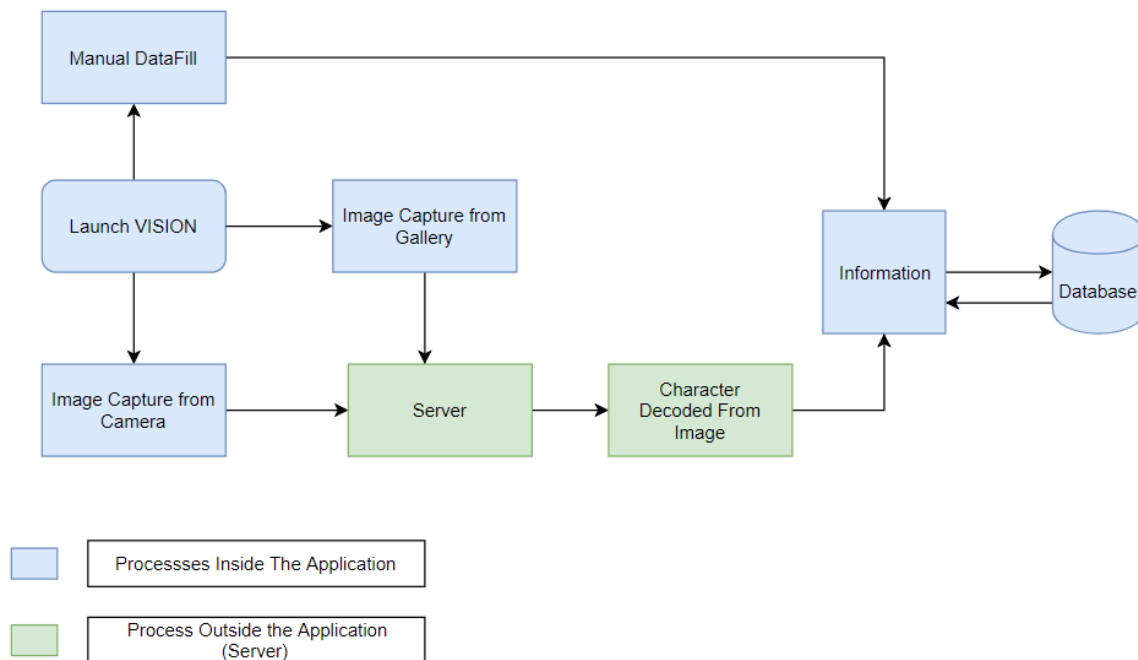 Manual DataFill
Launch VISION
Image Capture from
Gallery
Information
Database
Image Capture from
Camera
Server
Character
Decoded From
Image
Processses Inside The Application
Process Outside the Application
(Server)